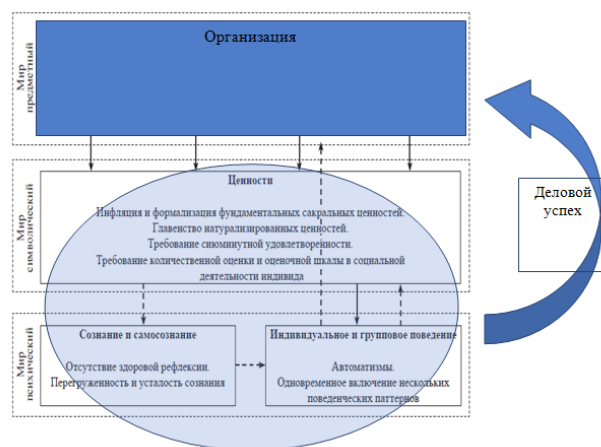 Мир предметный
Организация
Мир символический
Ценности
Инфляция и формализация фундаментальных сакральных ценностей.
Главенство натурализированных ценностей.
Требование сиюминутной удовлетворенности.
Требование количественной оценки и оценочной шкалы в социальной
деятельности индивида
Деловой
успех
Мир психический
Сознание и самосознание
Отсутствие здоровой рефлексии.
Перегруженность и усталость сознания
Индивидуальное и групповое поведение
Автоматизмы.
Одновременное включение нескольких
поведенческих паттернов